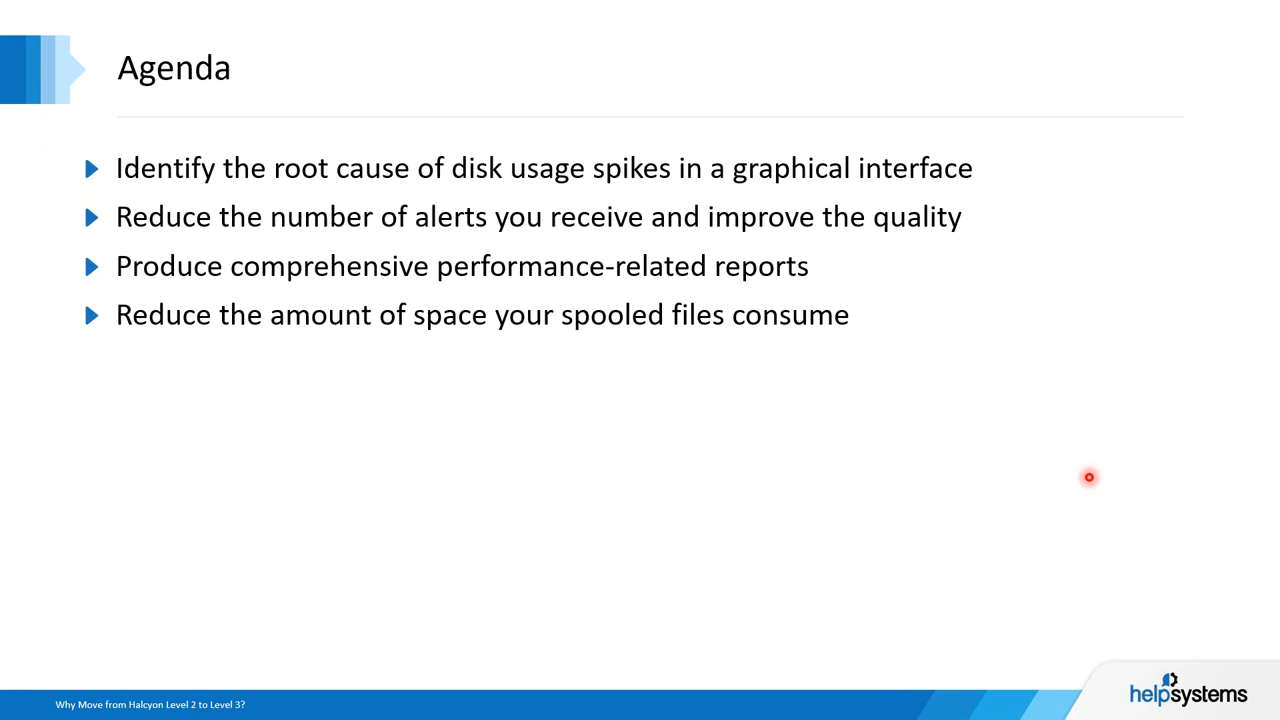 Agenda
Identify the root cause of disk usage spikes in a graphical interface
Reduce the number of alerts you receive and improve the quality
Produce comprehensive performance-related reports
Reduce the amount of space your spooled files consume
Why Move from Halcyon Level 2 to Level 3?
helpsystems